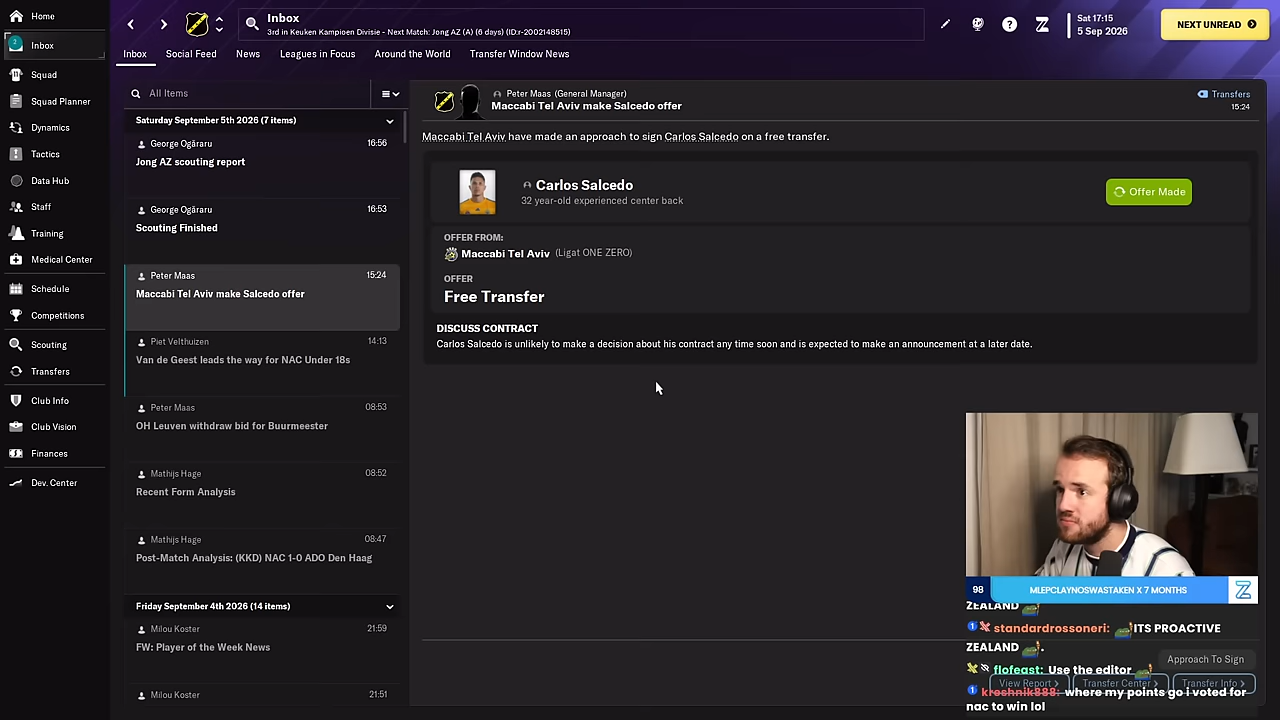 Home
2
Inbox
Squad
Squad Planner
Dynamics
Tactics
Data Hub
Staff
Training
Medical Center
Schedule
Competitions
Scouting
Transfers
Club Info
Club Vision
Finances
Dev. Center
Inbox
3rd in Keuken Kampioen Divisie - Next Match: Jong AZ (A) (6 days) (ID:r-2002148515)
Sat 17:15
5 Sep 2026
NEXT UNREAD
Inbox
Social Feed
News
Leagues in Focus
Around the World
Transfer Window News
All Items
Saturday September 5th 2026 (7 items)
George Ogăraru 16:56
Jong AZ scouting report
George Ogăraru 16:53
Scouting Finished
Peter Maas 15:24
Maccabi Tel Aviv make Salcedo offer
Piet Velthuizen 14:13
Van de Geest leads the way for NAC Under 18s
Peter Maas 08:53
OH Leuven withdraw bid for Buurmeester
Mathijs Hage 08:52
Recent Form Analysis
Mathijs Hage 08:47
Post-Match Analysis: (KKD) NAC 1-0 ADO Den Haag
Friday September 4th 2026 (14 items)
Milou Koster 21:59
FW: Player of the Week News
Milou Koster 21:51
Peter Maas (General Manager)
Maccabi Tel Aviv make Salcedo offer
Transfers
15:24
Maccabi Tel Aviv have made an approach to sign Carlos Salcedo on a free transfer.
Carlos Salcedo
32 year-old experienced center back
Offer Made
OFFER FROM:
Maccabi Tel Aviv (Ligat ONE ZERO)
OFFER
Free Transfer
DISCUSS CONTRACT
Carlos Salcedo is unlikely to make a decision about his contract any time soon and is expected to make an announcement at a later date.
98 MLEPCLAYNOSWASTAKEN X 7 MONTHS
ZEALAND
standardrossoneri: ITS PROACTIVE
ZEALAND .
Approach To Sign
flofeast: Use the editor
View Report
Transfer Center
Transfer Info
kroshnik888: where my points go i voted for
nac to win lol